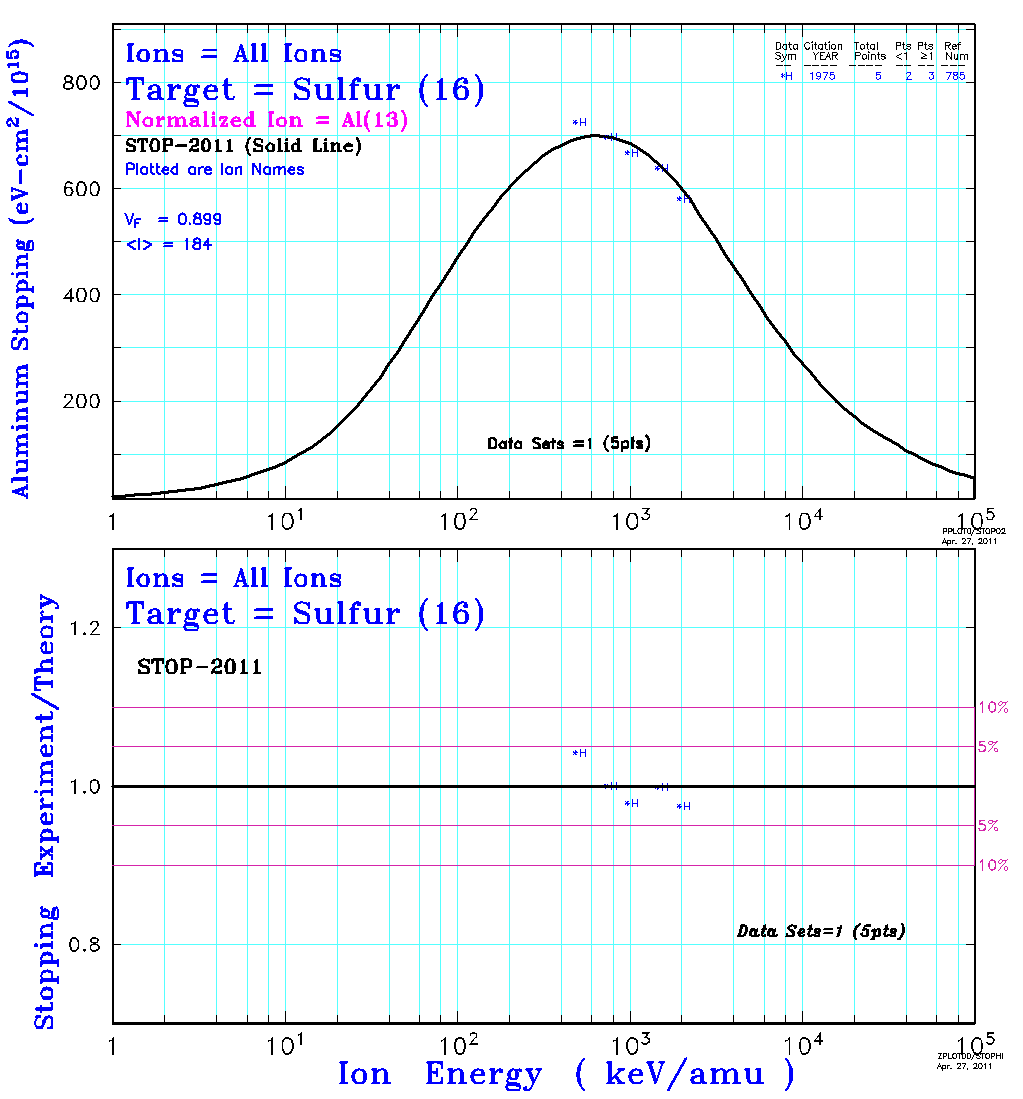 Ions = All Ions
Target = Sulfur (16)
Normalized Ion = Al(13)
STOP-2011 (Solid Line)
Plotted are Ion Names
V_F = 0.899
<I> = 184
Data Citation Total Pts Pts Ref
Sym YEAR Points <1 ≥1 Num
*H 1975 5 2 3 785
Aluminum Stopping (eV-cm²/10¹⁵)
800
600
400
200
*H
*H
*H
*H
*H
Data Sets =1 (5pts)
1 10¹ 10² 10³ 10⁴ 10⁵
PPLOTO/STOPO2
Apr. 27, 2011
Ions = All Ions
Target = Sulfur (16)
STOP-2011
Stopping Experiment/Theory
1.2
1.0
0.8
10%
5%
5%
10%
*H
*H
*H
*H
*H
Data Sets=1 (5pts)
1 10¹ 10² 10³ 10⁴ 10⁵
Ion Energy ( keV/amu )
Apr. 27, 2011